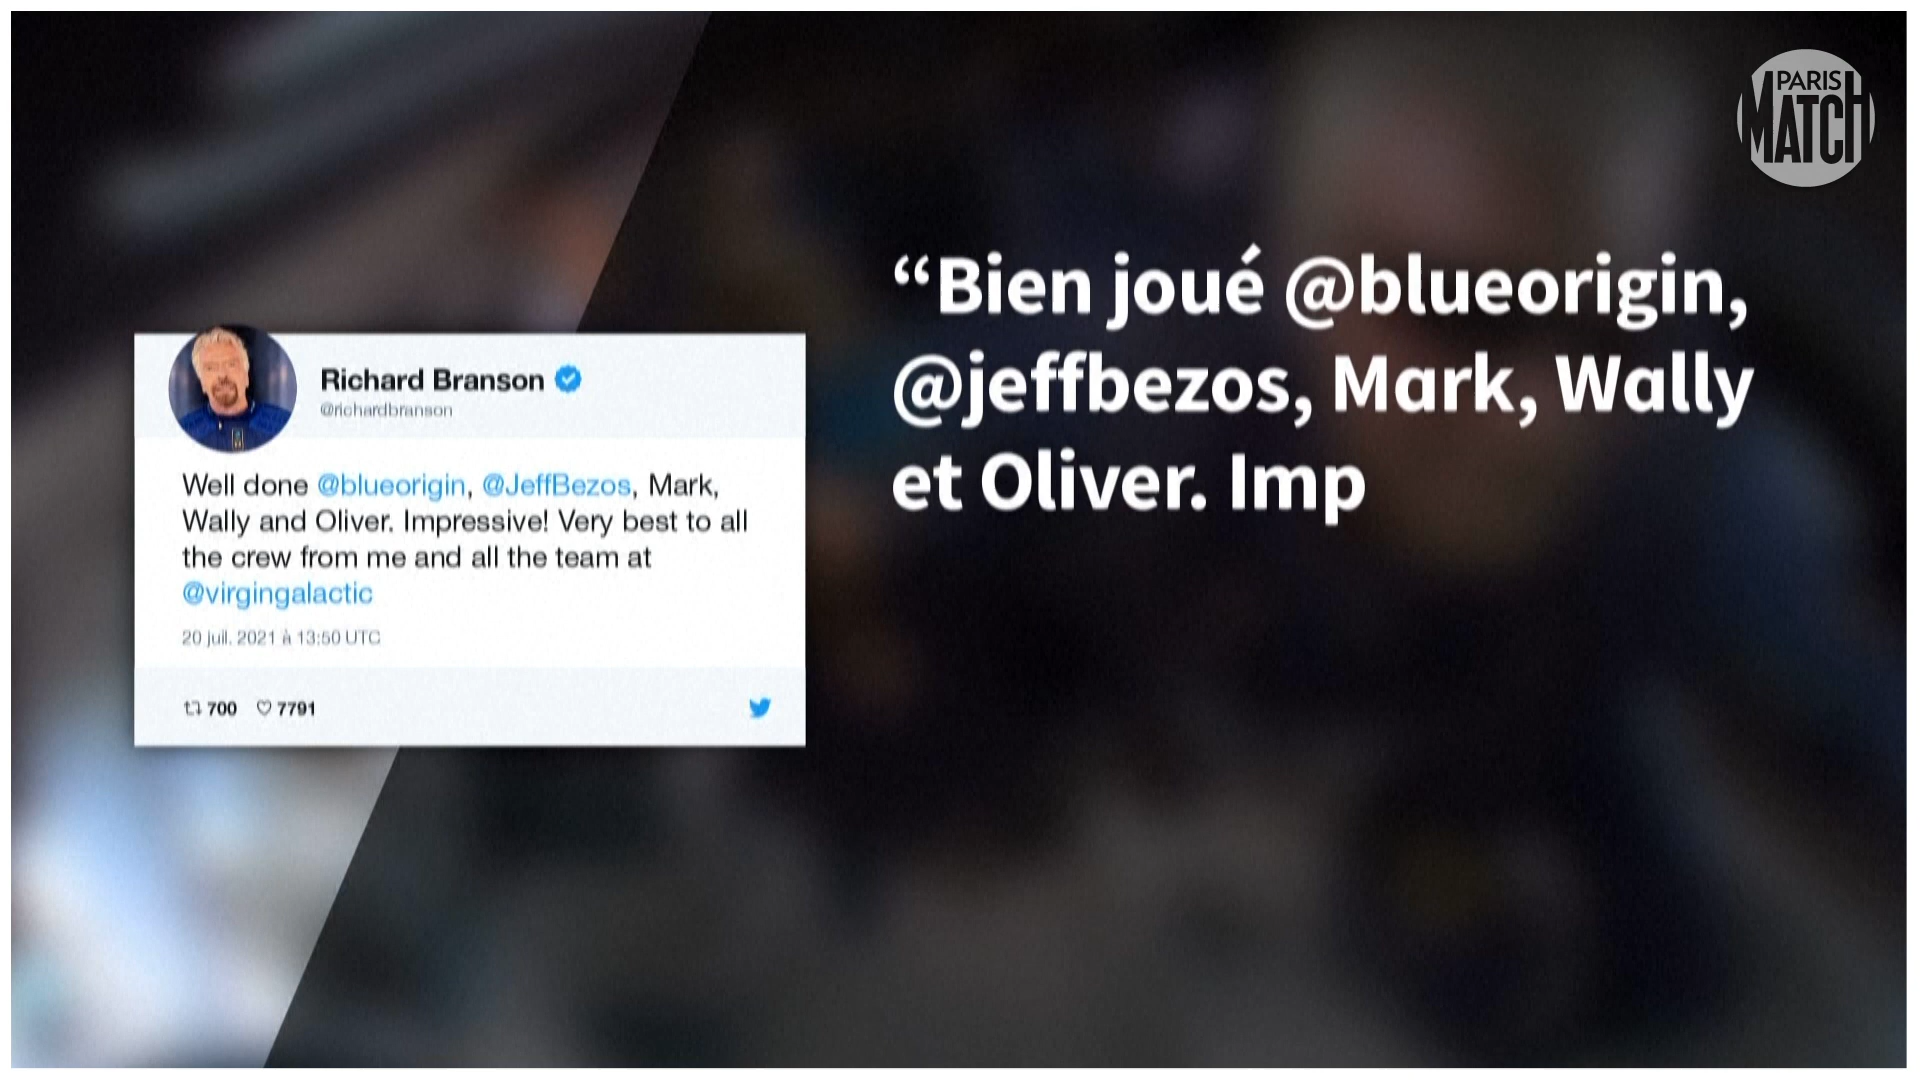 PARIS
MATCH
“Bien joué @blueorigin,
@jeffbezos, Mark, Wally
et Oliver. Imp
Richard Branson
@richardbranson
Well done @blueorigin, @JeffBezos, Mark,
Wally and Oliver. Impressive! Very best to all
the crew from me and all the team at
@virgingalactic
20 juil. 2021 à 13:50 UTC
700 7791